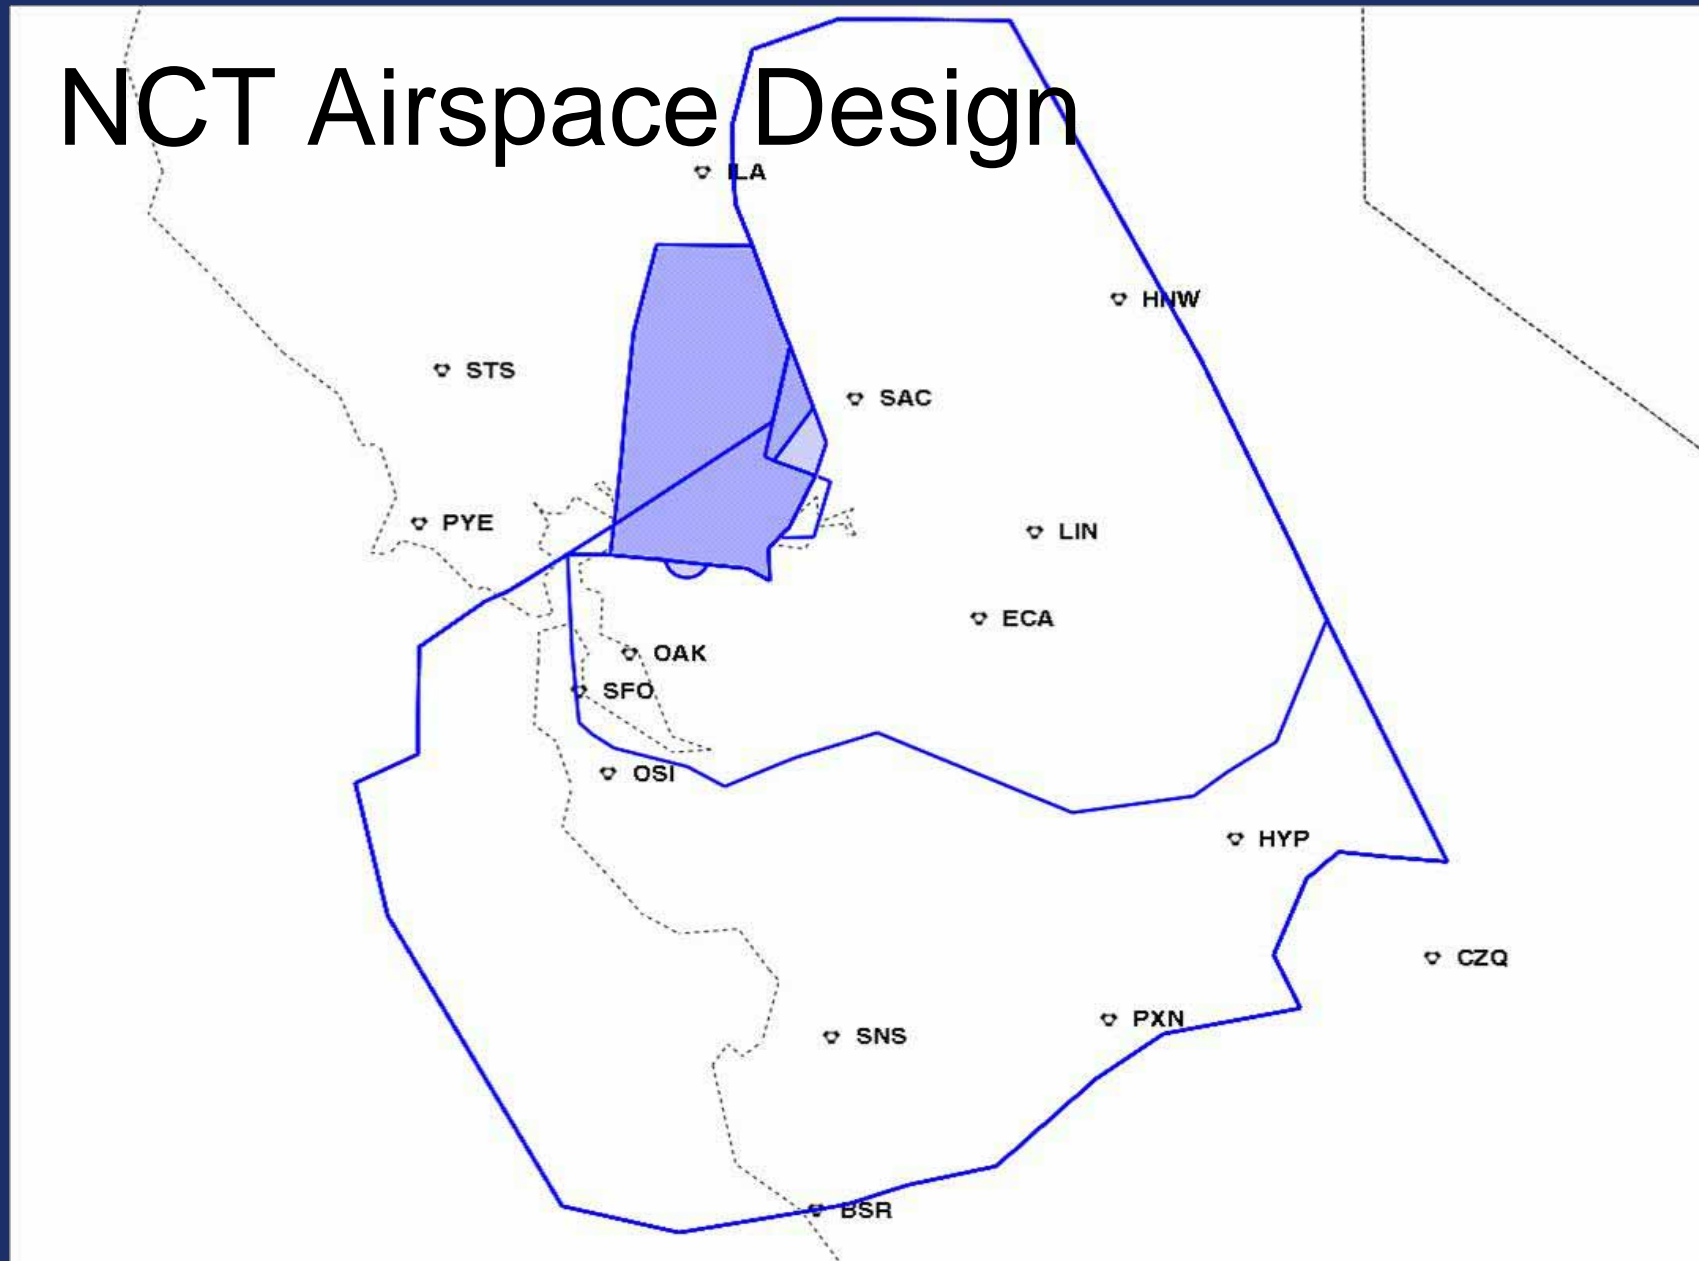 NCT Airspace Design
ILA
HNW
STS
SAC
PYE
LIN
ECA
OAK
SFO
OSI
HYP
CZQ
PXN
SNS
BSR